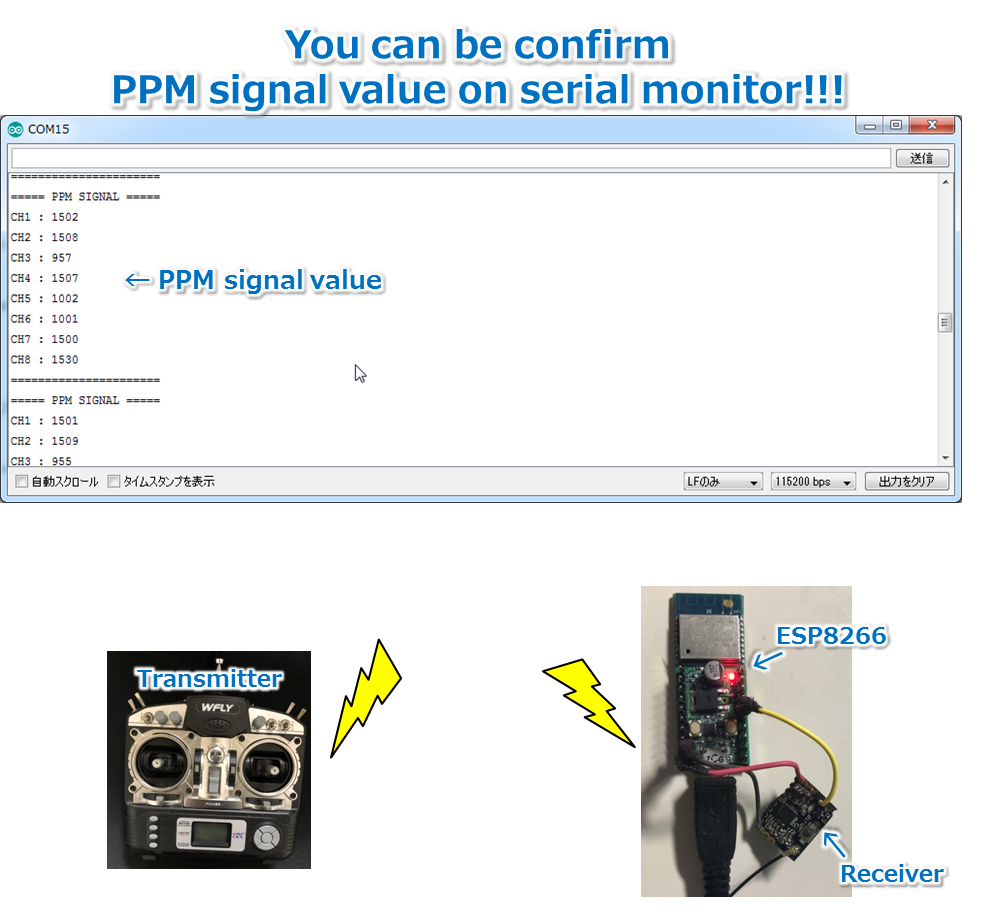 You can be confirm
PPM signal value on serial monitor!!!
COM15
送信
======================
===== PPM SIGNAL =====
CH1 : 1502
CH2 : 1508
CH3 : 957
CH4 : 1507
← PPM signal value
CH5 : 1002
CH6 : 1001
CH7 : 1500
CH8 : 1530
======================
===== PPM SIGNAL =====
CH1 : 1501
CH2 : 1509
CH3 : 955
自動スクロール タイムスタンプを表示 LFのみ 115200 bps 出力をクリア
ESP8266
Transmitter
WFLY
POWER
Receiver